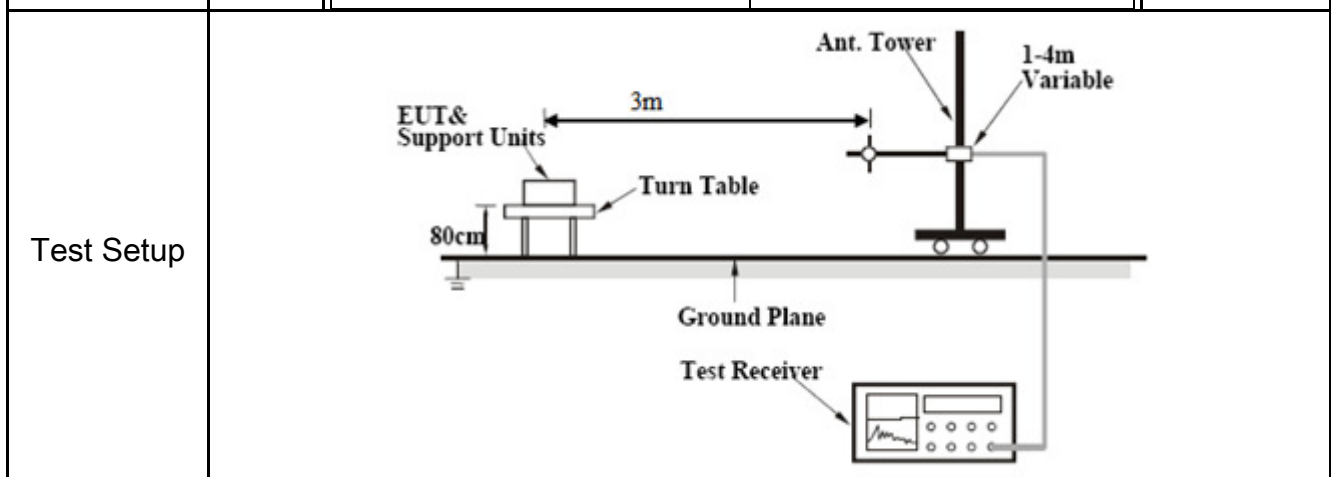 Test Setup
Ant. Tower
1-4m
Variable
3m
EUT&
Support Units
Turn Table
80cm
Ground Plane
Test Receiver